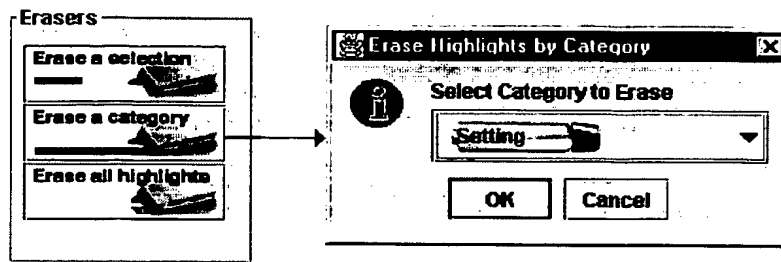 Erasers
Erase a selection
Erase a category
Erase all highlights
Erase Highlights by Category
Select Category to Erase
Setting
OK
Cancel